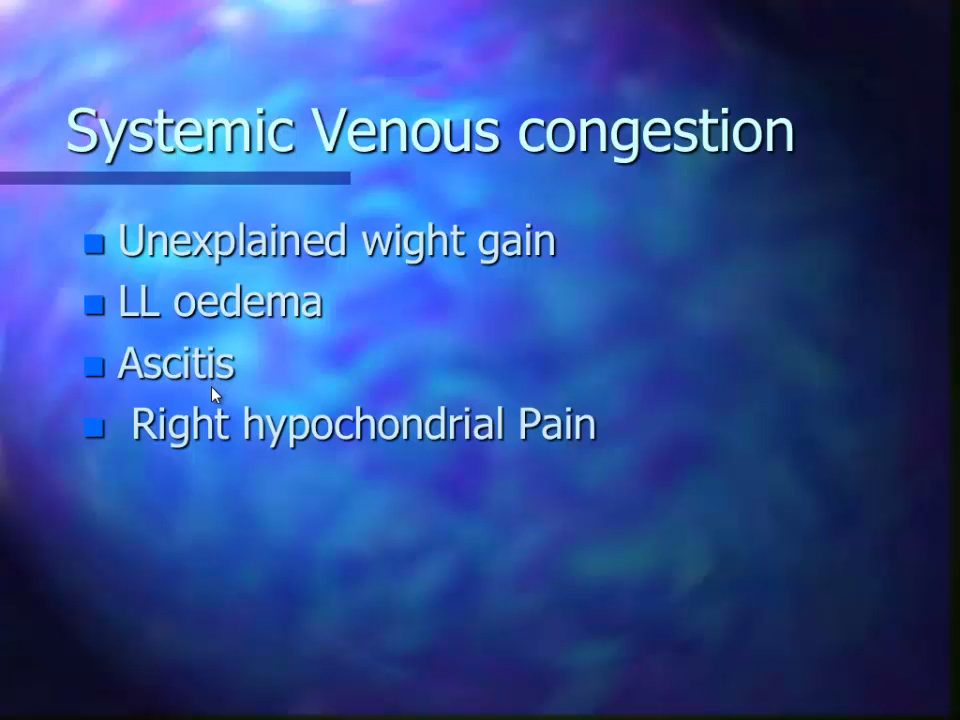 Systemic Venous congestion
Unexplained wight gain
LL oedema
Ascitis
Right hypochondrial Pain